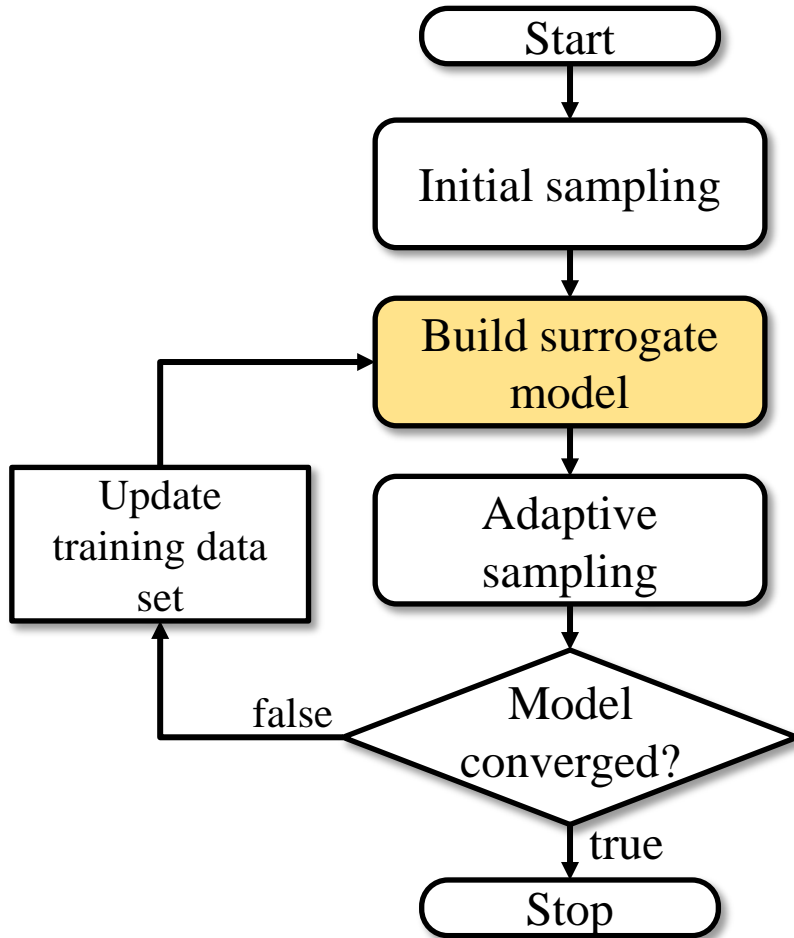 Start
Initial sampling
Build surrogate
model
Adaptive
sampling
Update
training data
set
Model
converged?
false
true
Stop